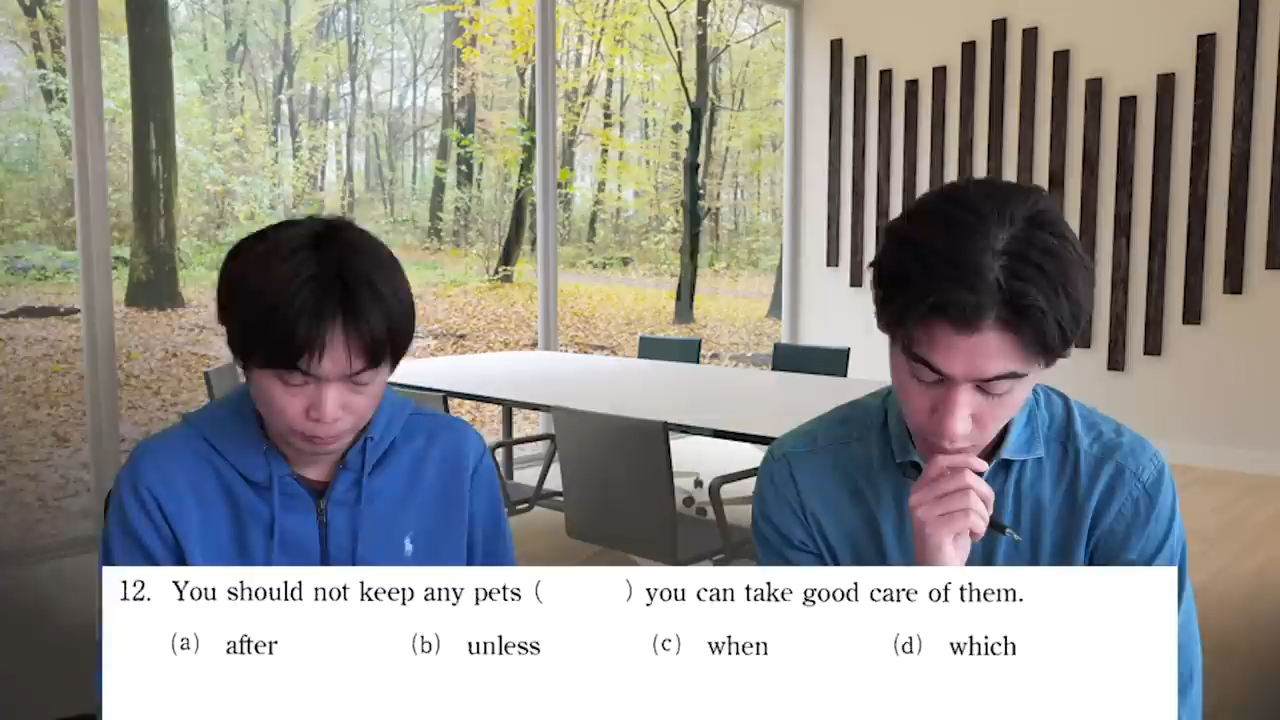 12. You should not keep any pets (     ) you can take good care of them.
(a) after (b) unless (c) when (d) which